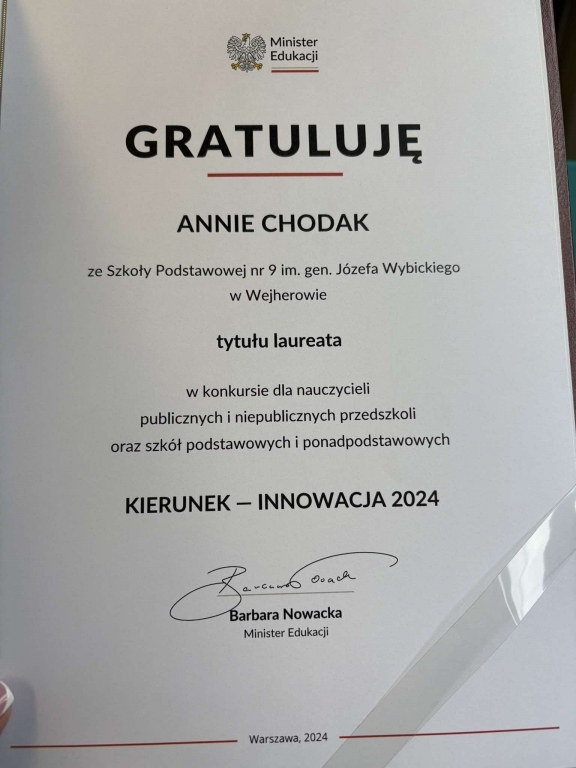 Minister
Edukacji
GRATULUJĘ
ANNIE CHODAK
ze Szkoły Podstawowej nr 9 im. gen. Józefa Wybickiego
w Wejherowie
tytułu laureata
w konkursie dla nauczycieli
publicznych i niepublicznych przedszkoli
oraz szkół podstawowych i ponadpodstawowych
KIERUNEK — INNOWACJA 2024
Barbara Nowacka
Minister Edukacji
Warszawa, 2024